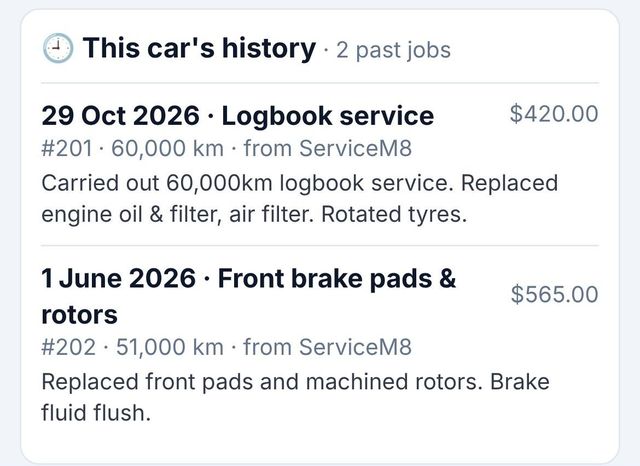 This car's history · 2 past jobs
29 Oct 2026 · Logbook service
$420.00
#201 · 60,000 km · from ServiceM8
Carried out 60,000km logbook service. Replaced
engine oil & filter, air filter. Rotated tyres.
1 June 2026 · Front brake pads &
rotors
$565.00
#202 · 51,000 km · from ServiceM8
Replaced front pads and machined rotors. Brake
fluid flush.